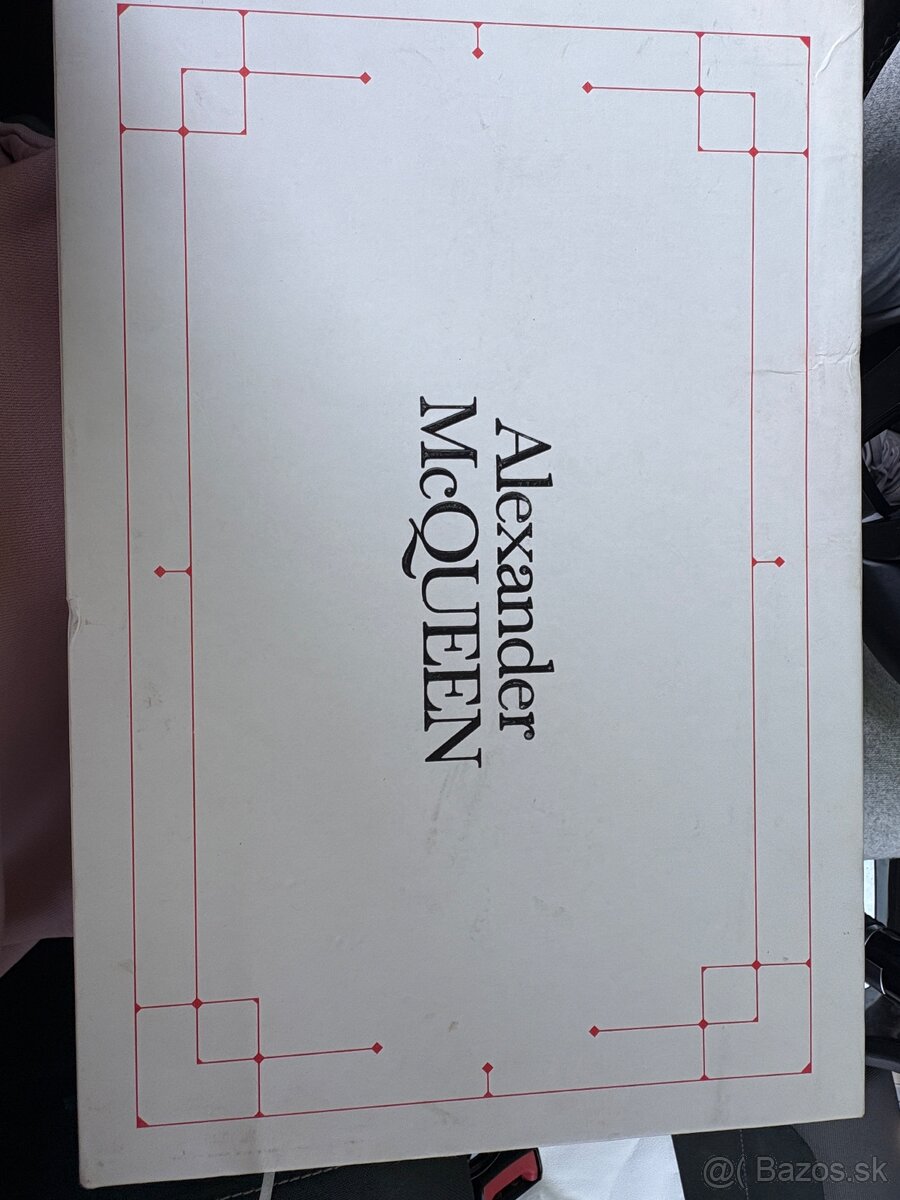 Alexander
McQUEEN
@( Bazos.sk